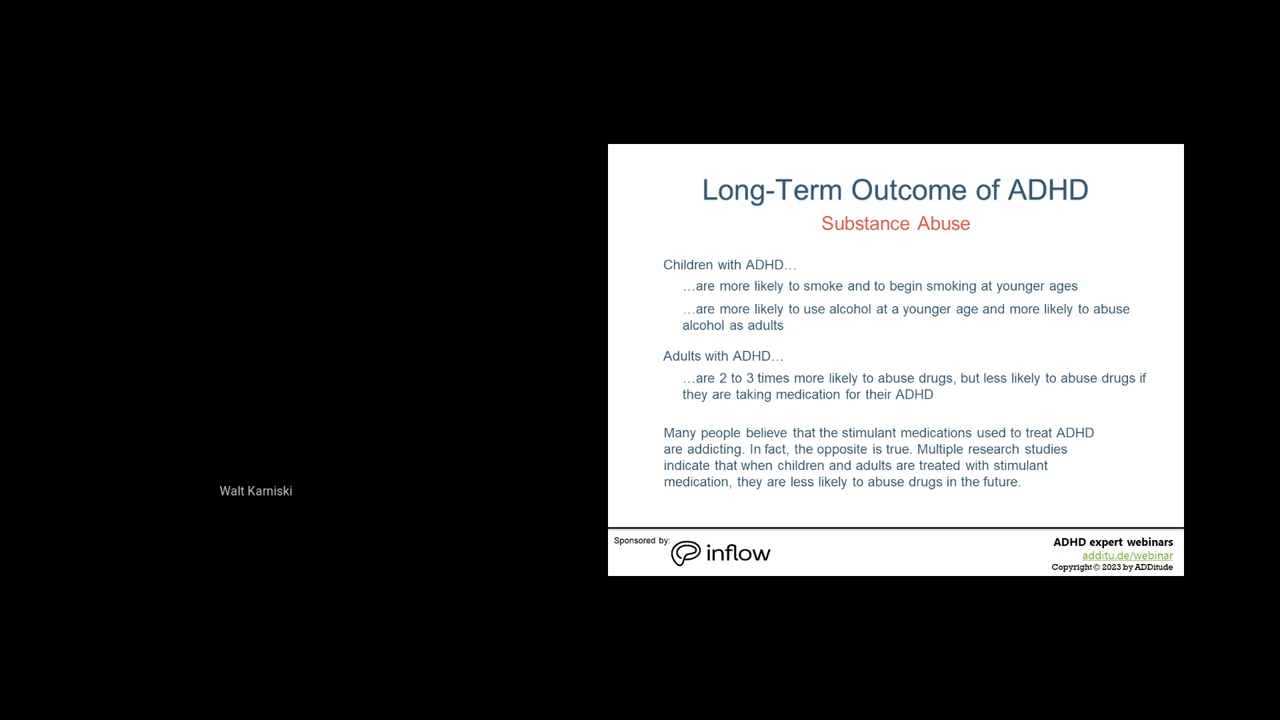 Long-Term Outcome of ADHD
Substance Abuse
Children with ADHD…
…are more likely to smoke and to begin smoking at younger ages
…are more likely to use alcohol at a younger age and more likely to abuse
alcohol as adults
Adults with ADHD…
…are 2 to 3 times more likely to abuse drugs, but less likely to abuse drugs if
they are taking medication for their ADHD
Many people believe that the stimulant medications used to treat ADHD
are addicting. In fact, the opposite is true. Multiple research studies
indicate that when children and adults are treated with stimulant
medication, they are less likely to abuse drugs in the future.
Walt Karniski
Sponsored by:
inflow
ADHD expert webinars
additu.de/webinar
Copyright © 2023 by ADDitude